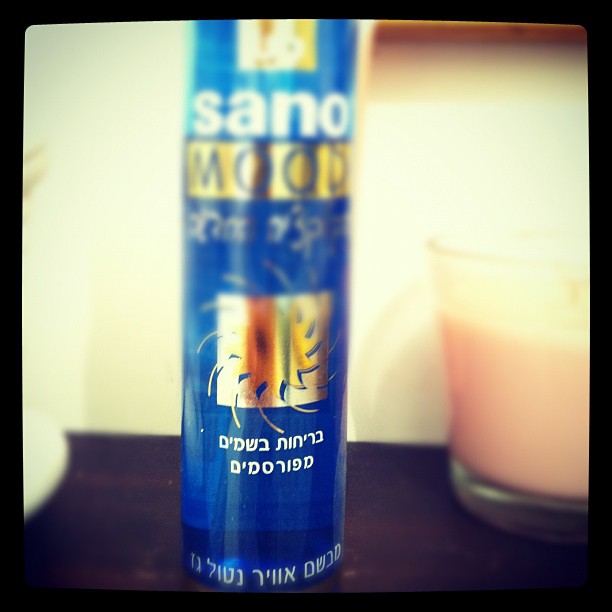 sano
MOOD
בריחות בשמים
מפורסמים
מבשם אוויר נטול גז